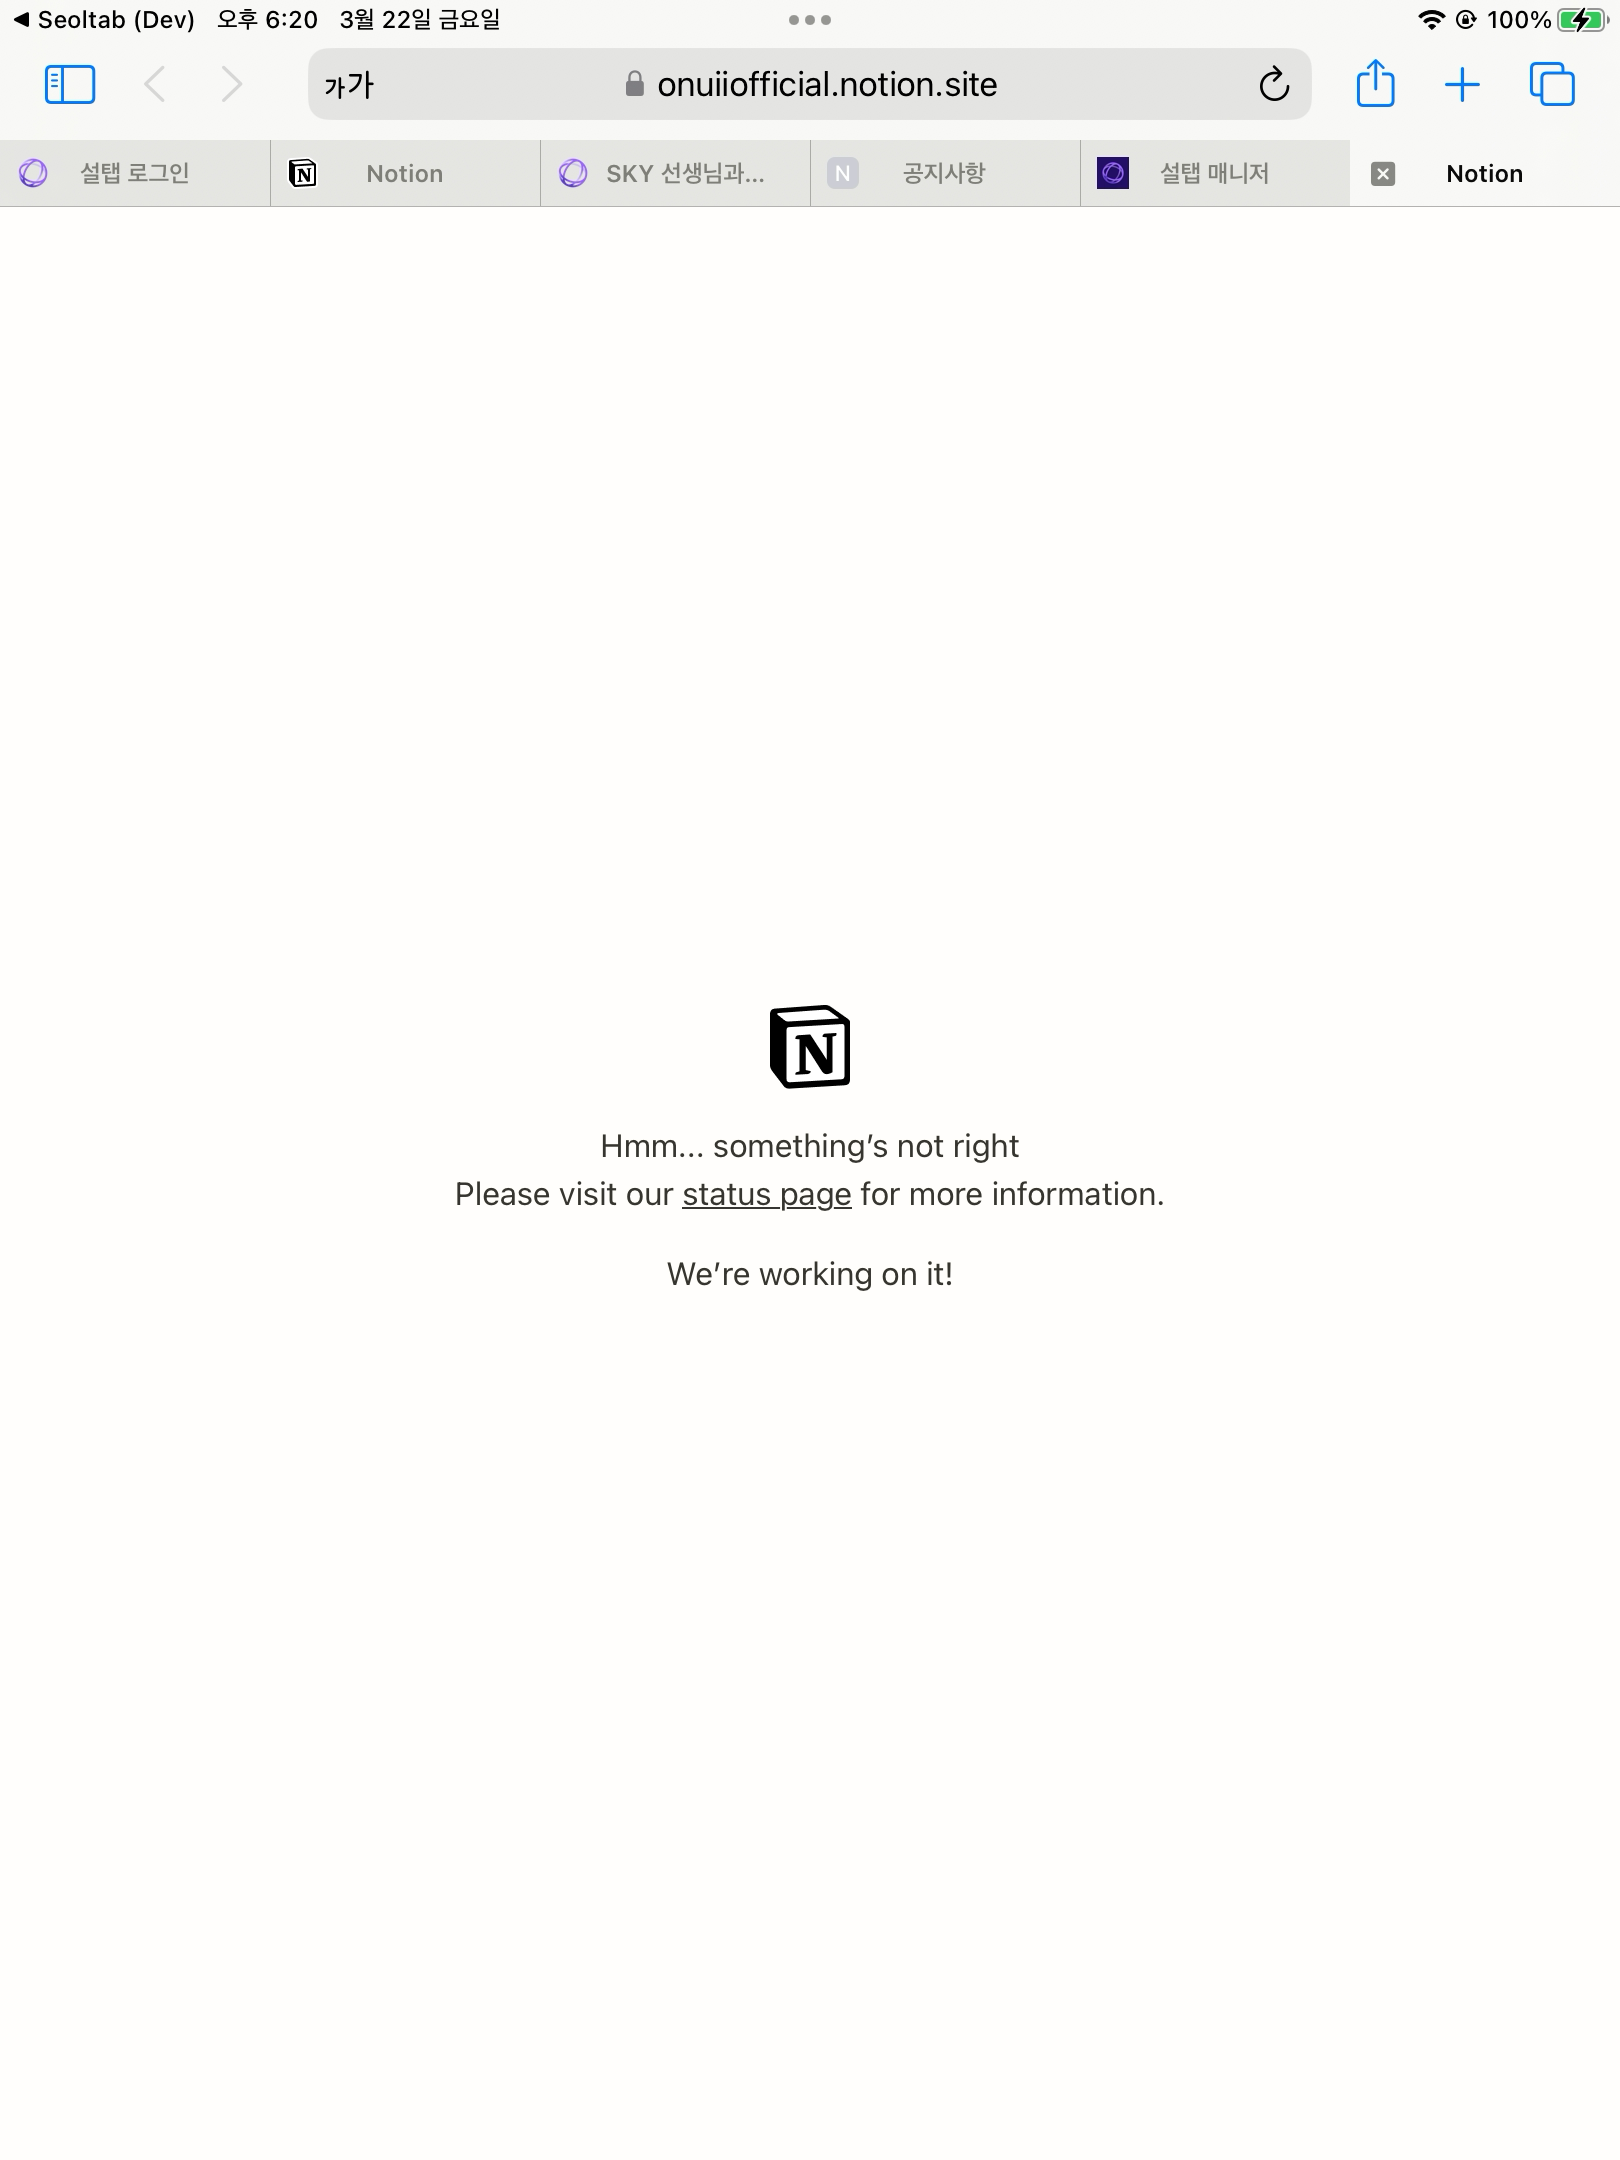 ◀ Seoltab (Dev) 오후 6:20 3월 22일 금요일 100%
가가 onuiiofficial.notion.site
설탭 로그인 Notion SKY 선생님과... N 공지사항 설탭 매니저 Notion
N
Hmm... something's not right
Please visit our status page for more information.
We're working on it!